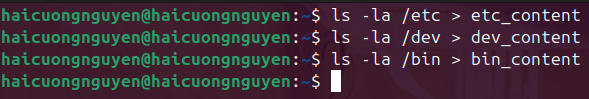 haicuongnguyen@haicuongnguyen:~$ ls -la /etc > etc_content
haicuongnguyen@haicuongnguyen:~$ ls -la /dev > dev_content
haicuongnguyen@haicuongnguyen:~$ ls -la /bin > bin_content
haicuongnguyen@haicuongnguyen:~$